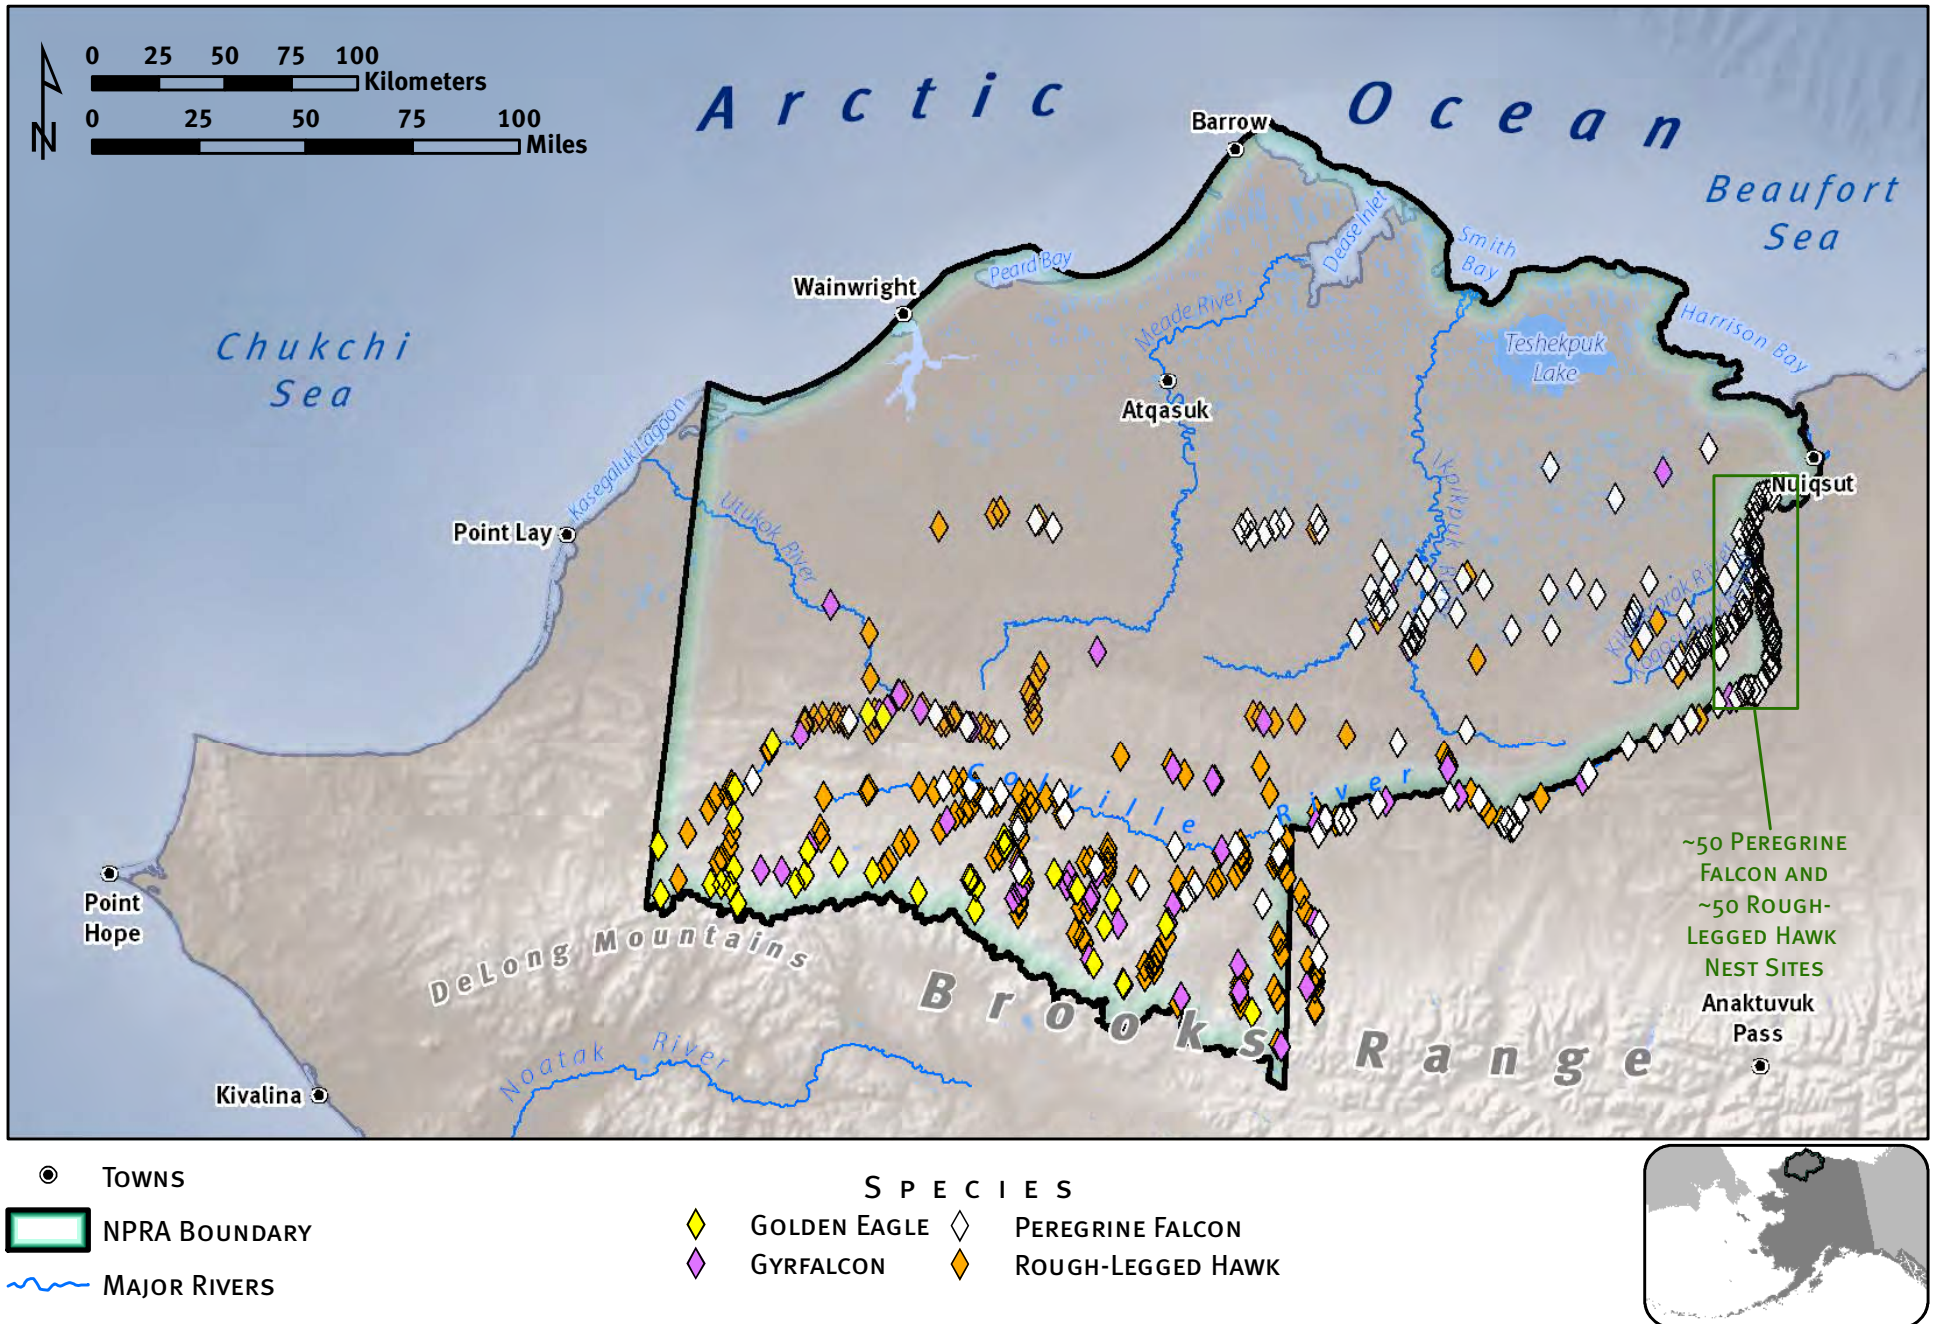 0 25 50 75 100
Kilometers
0 25 50 75 100
Miles
N
Arctic Ocean
Barrow
Beaufort
Sea
Dease Inlet
Smith
Bay
Peard Bay
Wainwright
Meade River
Harrison Bay
Chukchi
Sea
Teshekpuk
Lake
Atqasuk
Kasegaluk Lagoon
Ikpikpuk River
Nuiqsut
Utukok River
Point Lay
Colville River
~50 Peregrine
Falcon and
~50 Rough-
Legged Hawk
Nest Sites
Point
Hope
DeLong Mountains
Brooks Range
Anaktuvuk
Pass
Noatak River
Kivalina
Towns
NPRA Boundary
Major Rivers
Species
Golden Eagle
Peregrine Falcon
Gyrfalcon
Rough-Legged Hawk